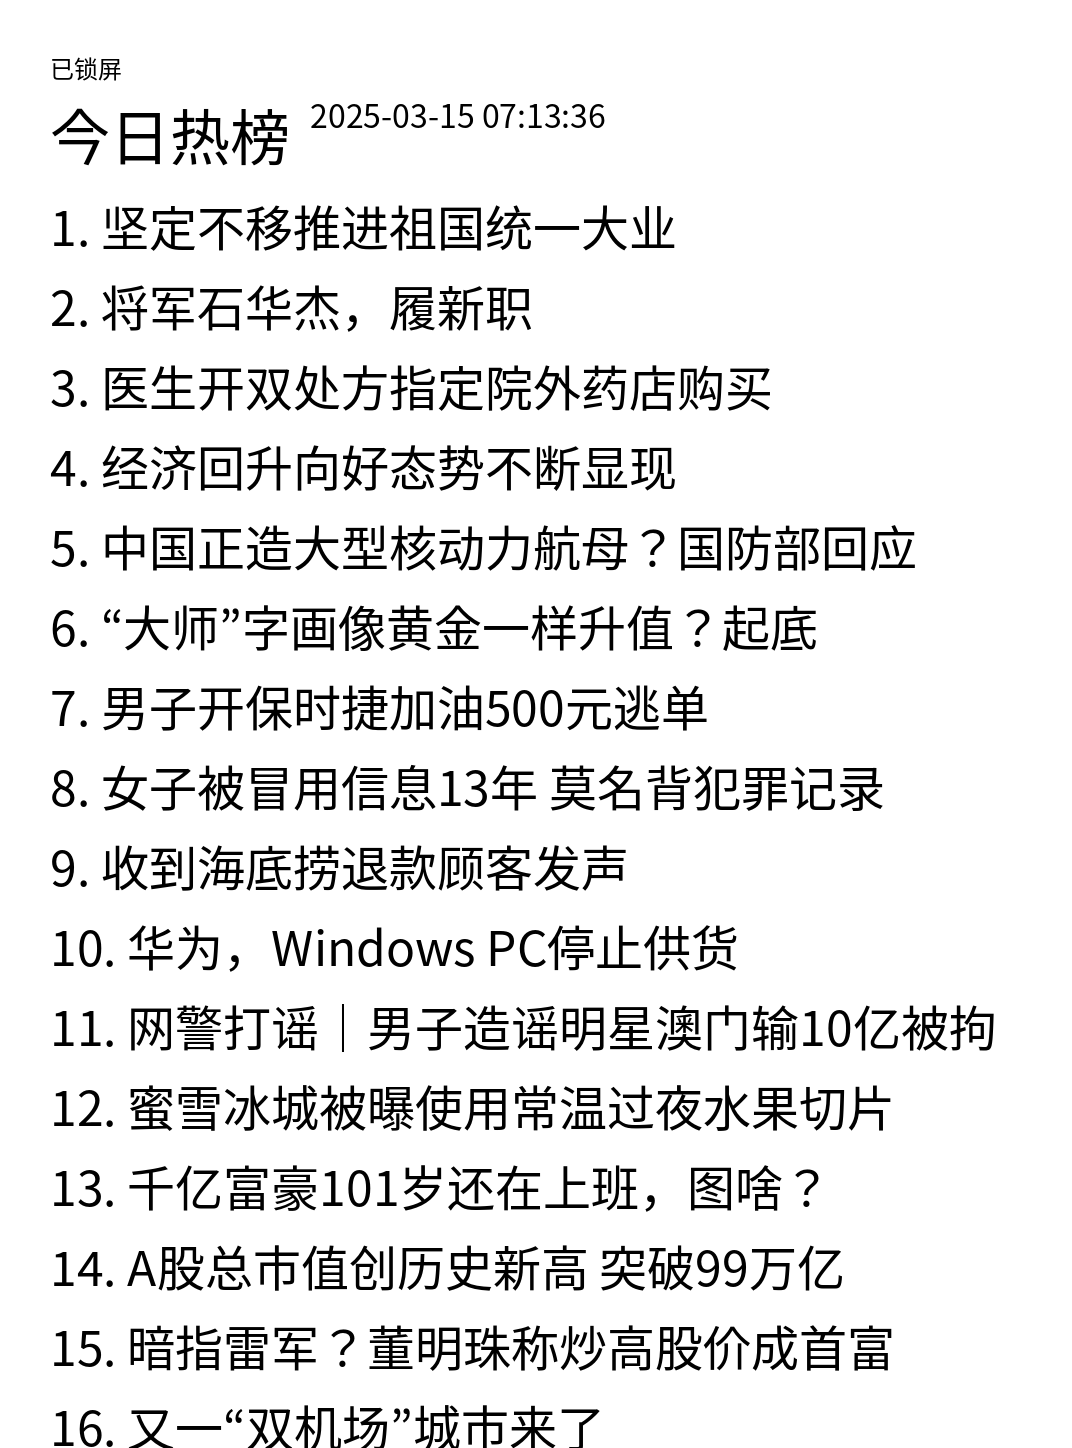 已锁屏
今日热榜 2025-03-15 07:13:36
1. 坚定不移推进祖国统一大业
2. 将军石华杰，履新职
3. 医生开双处方指定院外药店购买
4. 经济回升向好态势不断显现
5. 中国正造大型核动力航母？国防部回应
6. “大师”字画像黄金一样升值？起底
7. 男子开保时捷加油500元逃单
8. 女子被冒用信息13年 莫名背犯罪记录
9. 收到海底捞退款顾客发声
10. 华为，Windows PC停止供货
11. 网警打谣｜男子造谣明星澳门输10亿被拘
12. 蜜雪冰城被曝使用常温过夜水果切片
13. 千亿富豪101岁还在上班，图啥？
14. A股总市值创历史新高 突破99万亿
15. 暗指雷军？董明珠称炒高股价成首富
16. 又一“双机场”城市来了